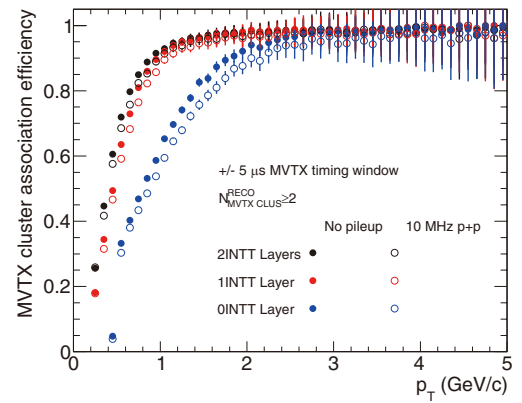 MVTX cluster association efficiency
1
0.8
0.6
0.4
0.2
0
+/- 5 μs MVTX timing window
N^RECO_MVTX CLUS ≥2
No pileup 10 MHz p+p
2INTT Layers
1INTT Layer
0INTT Layer
0 1 2 3 4 5
p_T (GeV/c)